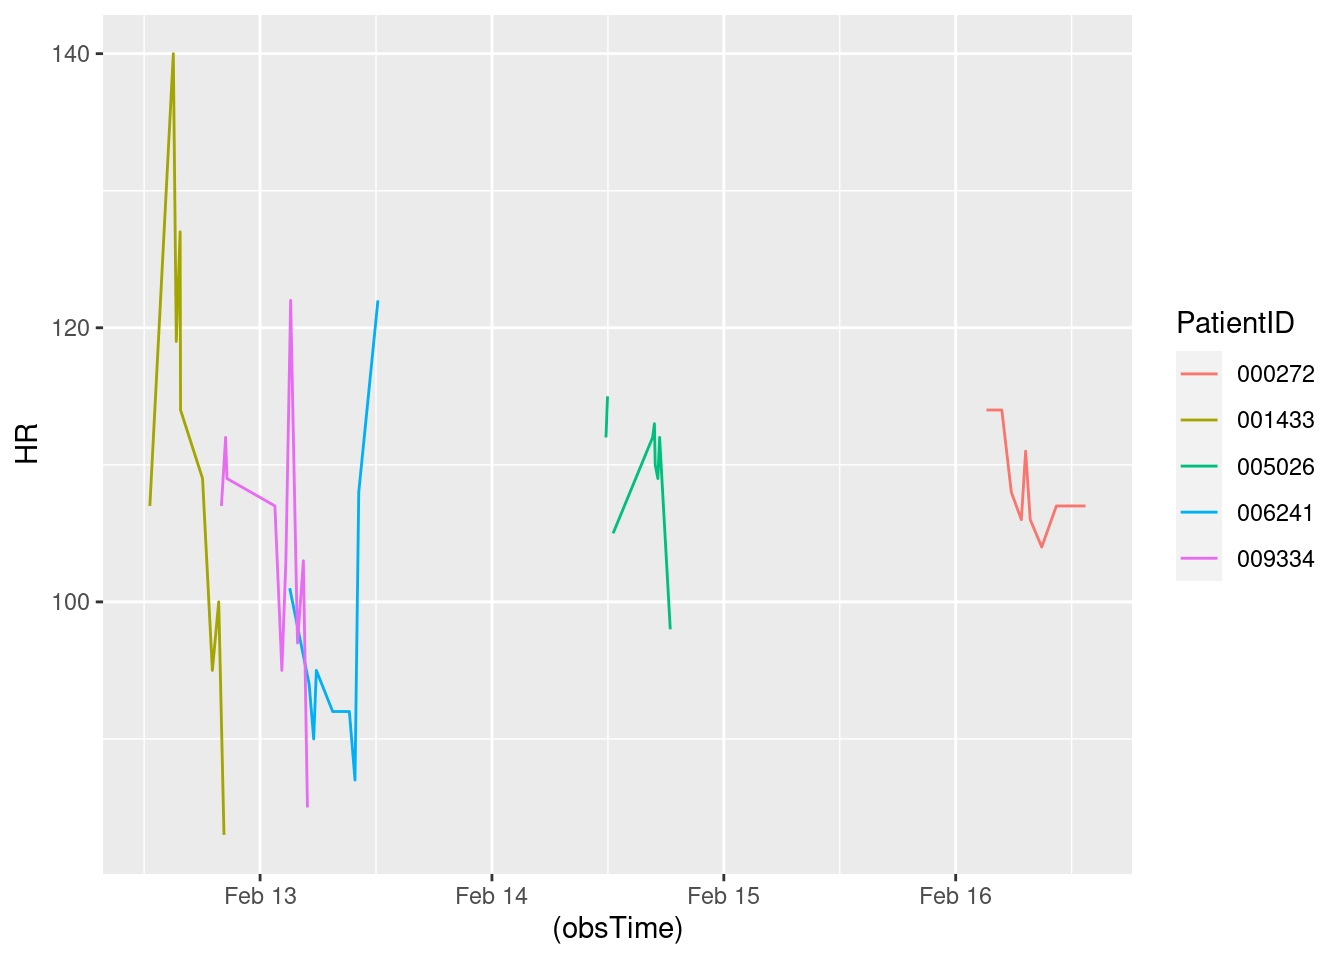 140
120
100
HR
Feb 13
Feb 14
Feb 15
Feb 16
(obsTime)
PatientID
000272
001433
005026
006241
009334